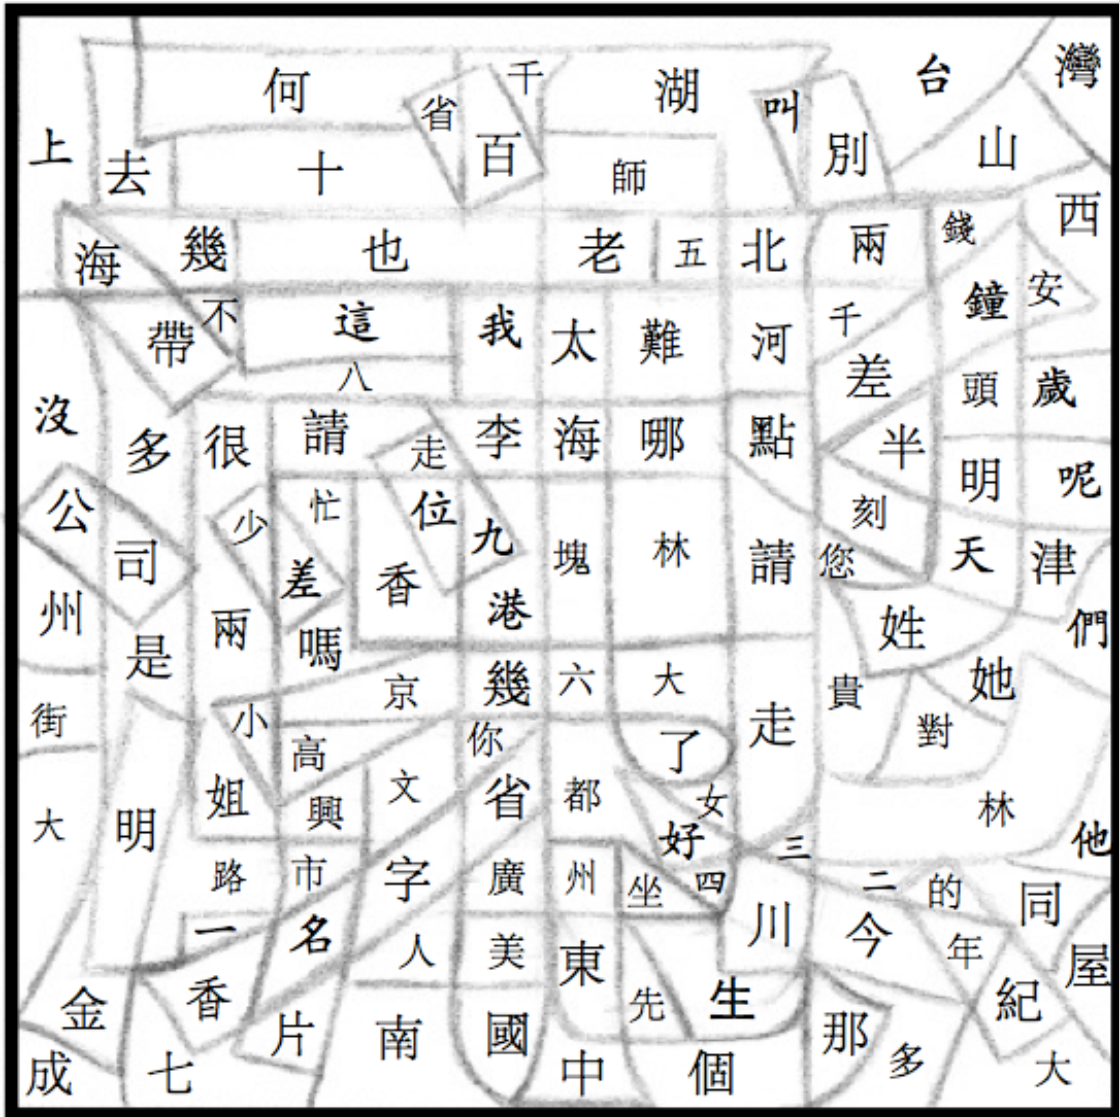 何 省 千 湖 叫 台 灣
上 去 十 百 師 別 山
海 幾 也 老 五 北 兩 錢 西
帶 不 這 我 太 難 河 千 鐘 安
八 差 頭 歲
沒 多 很 請 走 李 海 哪 點 半 明 呢
公 少 忙 位 九 刻
司 差 香 塊 林 請 您 天 津
州 是 兩 嗎 港 姓 們
街 小 京 幾 六 大 走 貴 對 她
高 你 了
大 明 姐 興 文 省 都 女 林
路 市 字 廣 州 坐 好 四 三 二 的 同 他
一 名 人 美 東 川 今 年 屋
金 香 片 南 國 先 生 那 紀
成 七 中 個 多 大